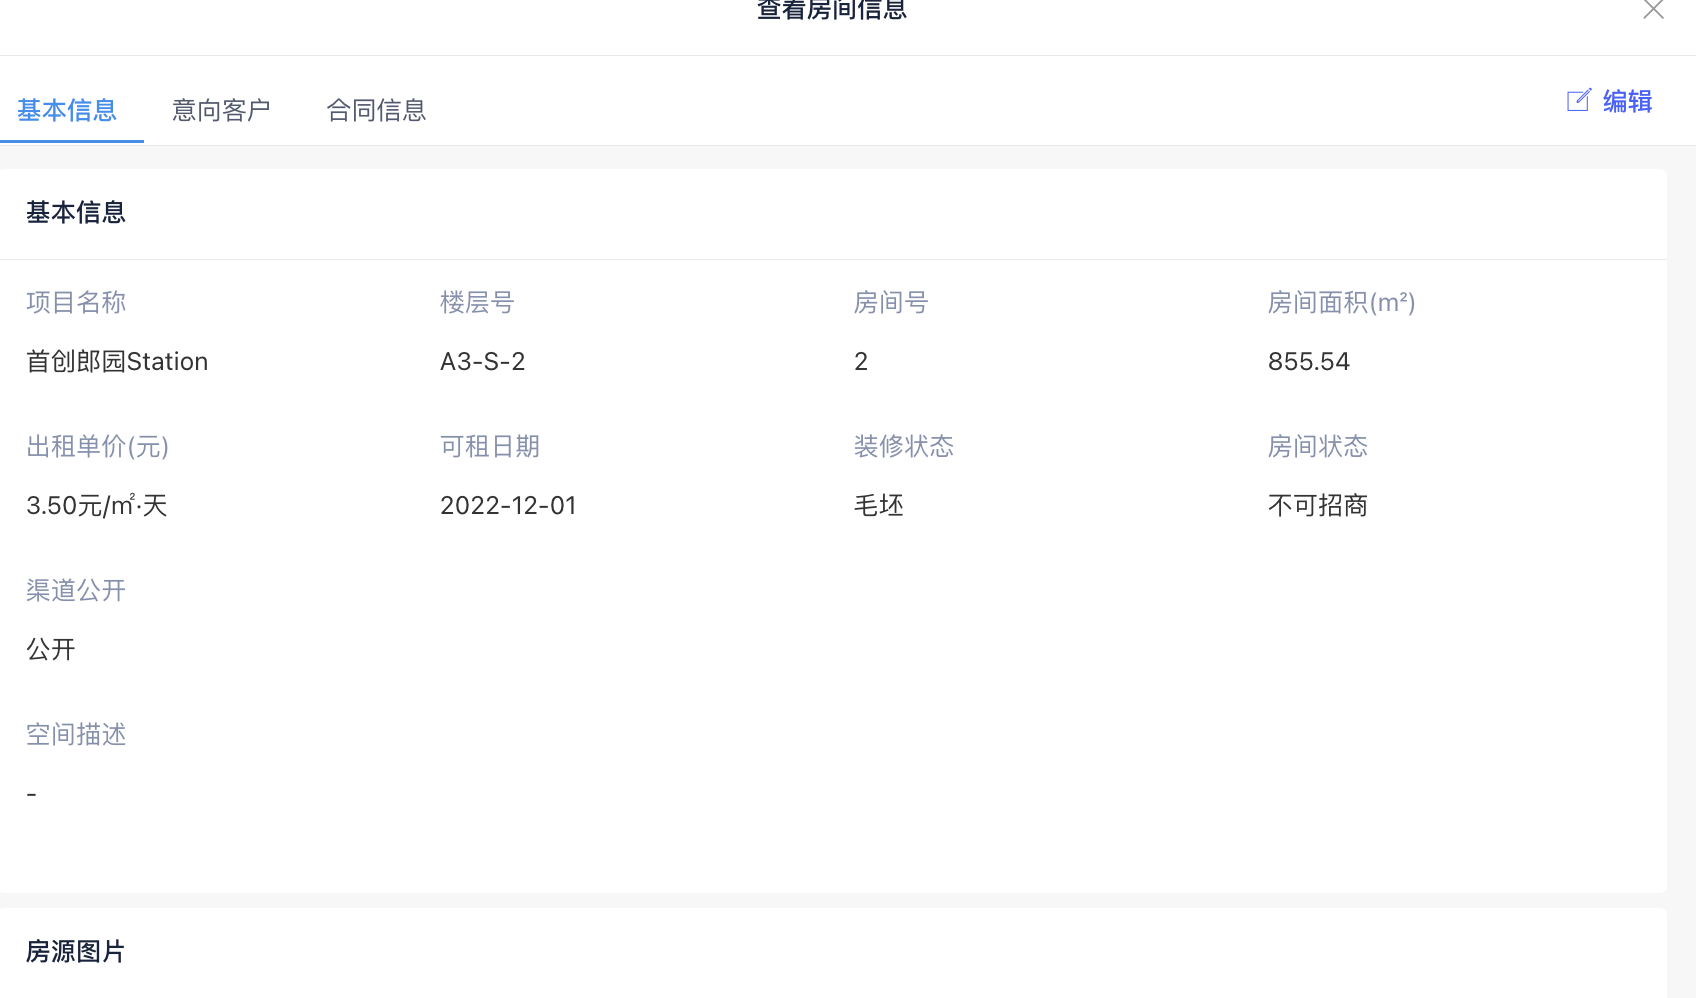 查看房间信息
基本信息 意向客户 合同信息 编辑
基本信息
项目名称 楼层号 房间号 房间面积(m²)
首创郎园Station A3-S-2 2 855.54
出租单价(元) 可租日期 装修状态 房间状态
3.50元/㎡·天 2022-12-01 毛坯 不可招商
渠道公开
公开
空间描述
-
房源图片